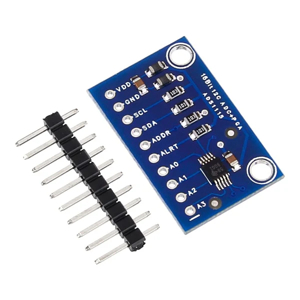 16Bit I2C ADC+PGA
ADS1115
VDD
GND
SCL
SDA
ADDR
ALRT
A0
A1
A2
A3